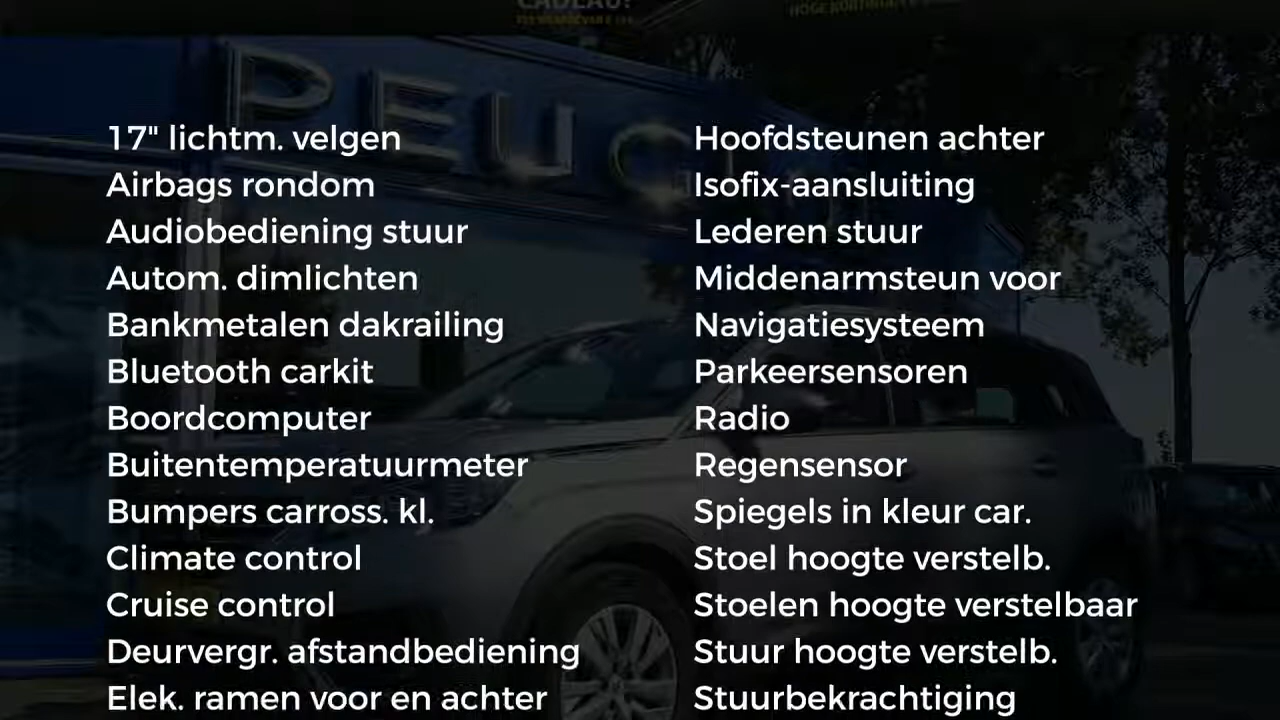 CADEAU!
PEUG
17" lichtm. velgen
Airbags rondom
Audiobediening stuur
Autom. dimlichten
Bankmetalen dakrailing
Bluetooth carkit
Boordcomputer
Buitentemperatuurmeter
Bumpers carross. kl.
Climate control
Cruise control
Deurvergr. afstandbediening
Elek. ramen voor en achter
Hoofdsteunen achter
Isofix-aansluiting
Lederen stuur
Middenarmsteun voor
Navigatiesysteem
Parkeersensoren
Radio
Regensensor
Spiegels in kleur car.
Stoel hoogte verstelb.
Stoelen hoogte verstelbaar
Stuur hoogte verstelb.
Stuurbekrachtiging